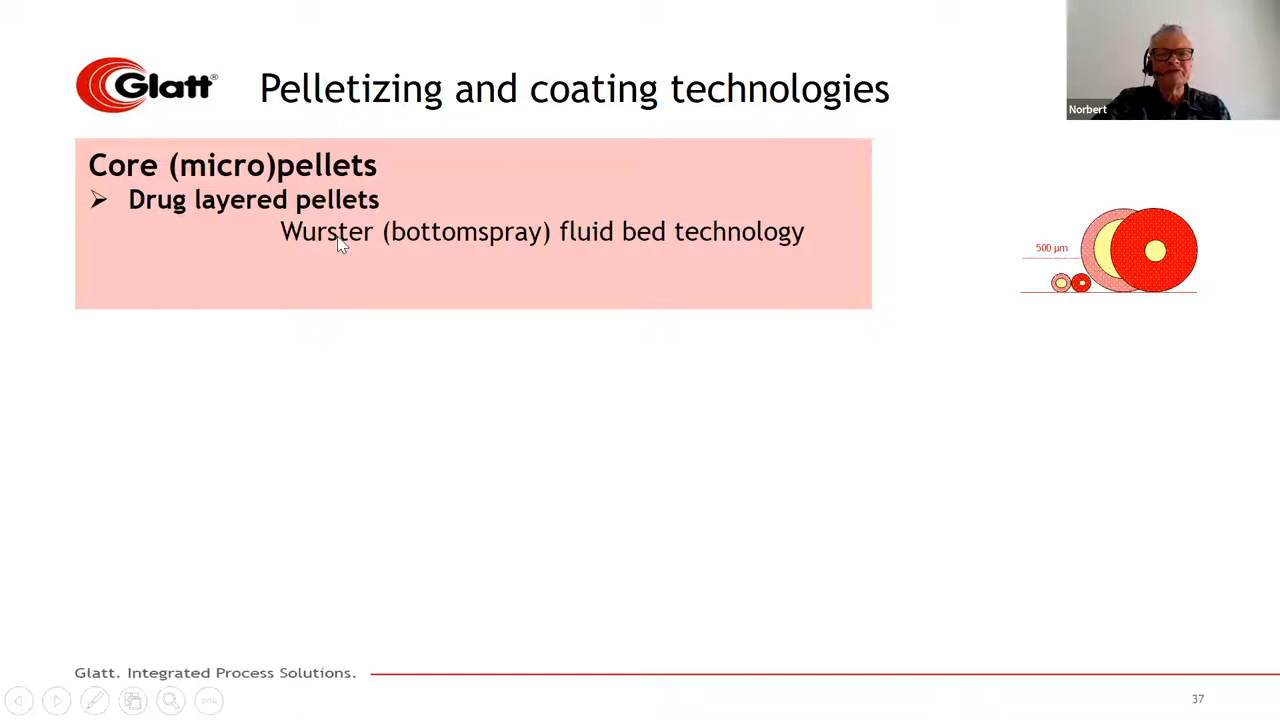 Glatt®
Pelletizing and coating technologies
Norbert
Core (micro)pellets
➢ Drug layered pellets
Wurster (bottomspray) fluid bed technology
500 µm
Glatt. Integrated Process Solutions.
37